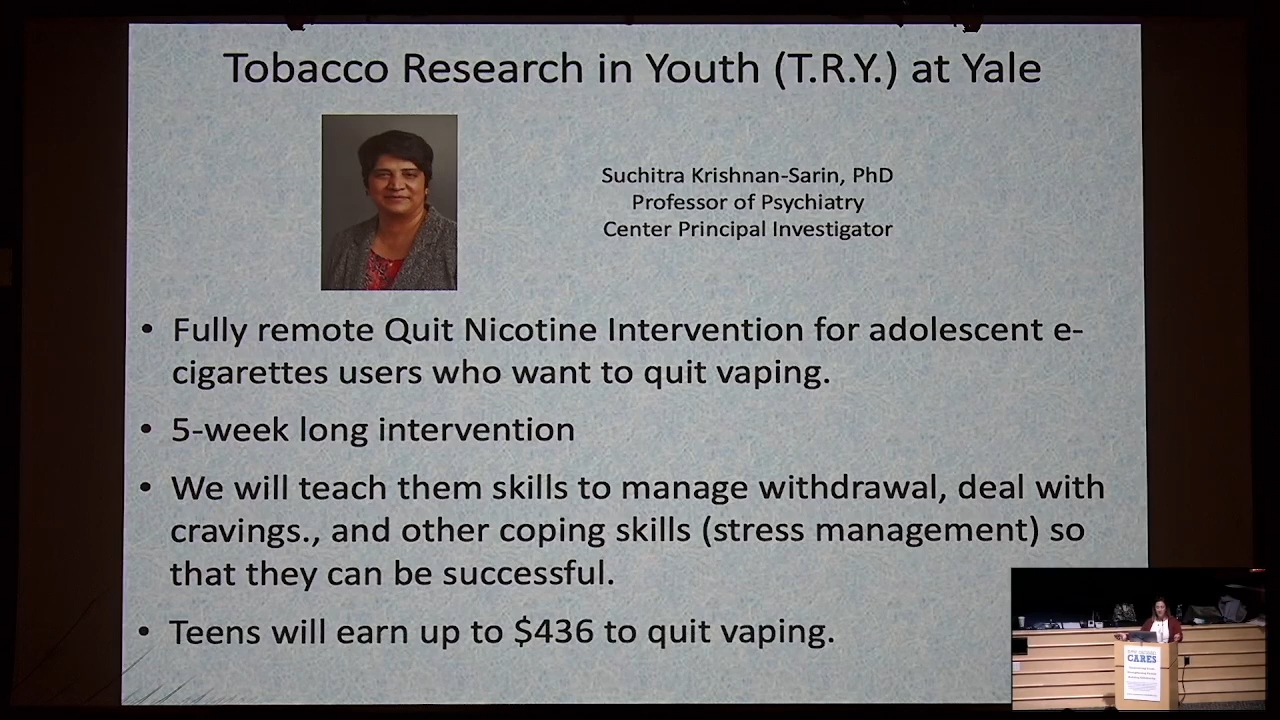 Tobacco Research in Youth (T.R.Y.) at Yale
Suchitra Krishnan-Sarin, PhD
Professor of Psychiatry
Center Principal Investigator
• Fully remote Quit Nicotine Intervention for adolescent e-
cigarettes users who want to quit vaping.
• 5-week long intervention
• We will teach them skills to manage withdrawal, deal with
cravings., and other coping skills (stress management) so
that they can be successful.
• Teens will earn up to $436 to quit vaping.
CARES